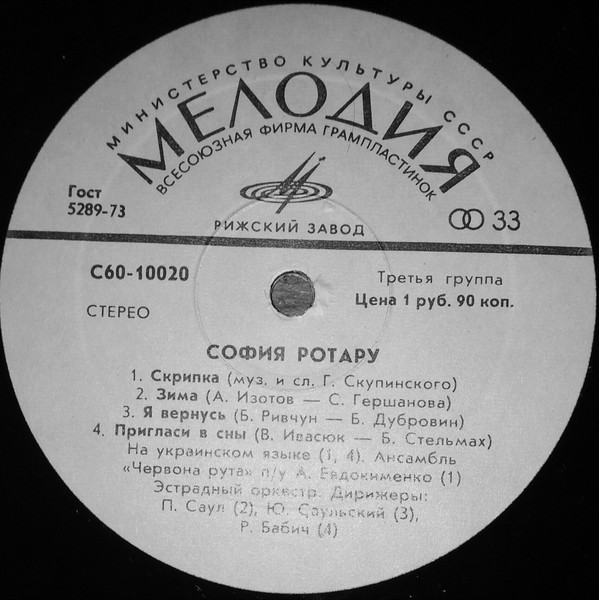 МИНИСТЕРСТВО КУЛЬТУРЫ СССР
МЕЛОДИЯ
ВСЕСОЮЗНАЯ ФИРМА ГРАМПЛАСТИНОК
Гост
5289-73
33
РИЖСКИЙ ЗАВОД
С60-10020
Третья группа
Цена 1 руб. 90 коп.
СТЕРЕО
СОФИЯ РОТАРУ
1. Скрипка (муз. и сл. Г. Скупинского)
2. Зима (А. Изотов — С. Гершанова)
3. Я вернусь (Б. Ривчун — Б. Дубровин)
4. Пригласи в сны (В. Ивасюк — Б. Стельмах)
На украинском языке (1, 4). Ансамбль
«Червона рута» п/у А. Евдокименко (1)
Эстрадный оркестр. Дирижеры:
П. Саул (2), Ю. Саульский (3),
Р. Бабич (4)